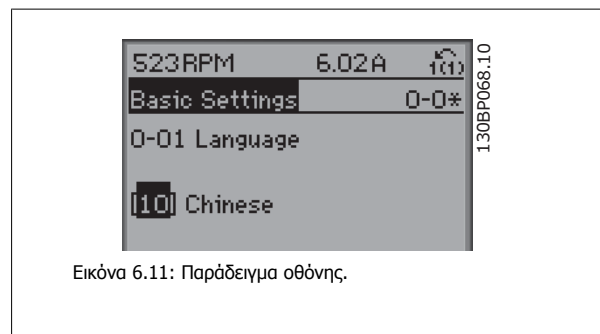 523RPM 6.02A 1(1)
Basic Settings 0-0*
0-01 Language
[10] Chinese
130BP068.10
Εικόνα 6.11: Παράδειγμα οθόνης.